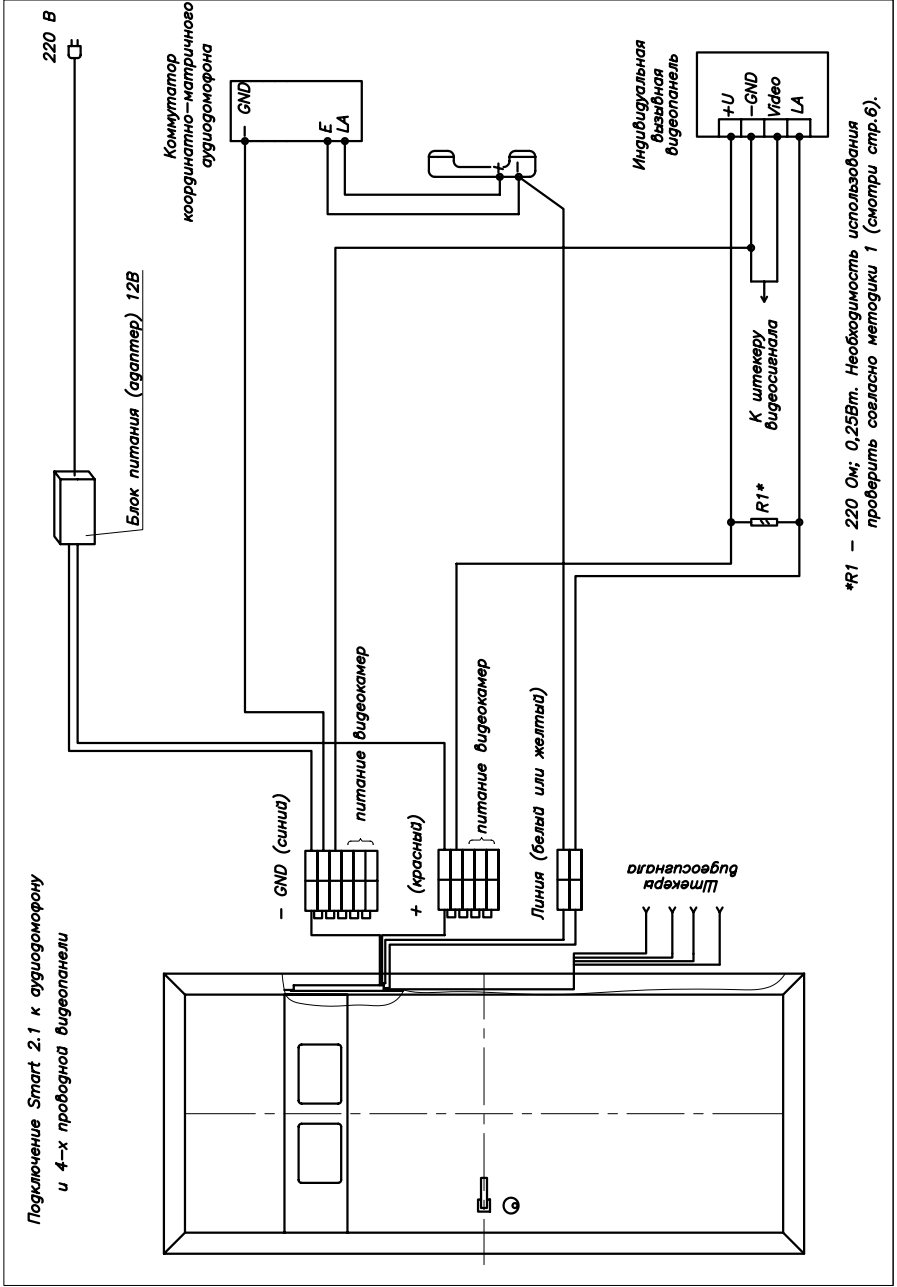 Подключение Smart 2.1 к аудиодомофону
и 4-х проводной видеопанели
220 В
Блок питания (адаптер) 12В
Коммутатор
координатно-матричного
аудиодомофона
- GND
E
LA
+
-
- GND (синий)
питание видеокамер
+ (красный)
питание видеокамер
Линия (белый или желтый)
Штекеры
видеосигнала
Индивидуальная
вызывная
видеопанель
+U
-GND
Video
LA
К штекеру
видеосигнала
R1*
*R1 - 220 Ом; 0,25Вт. Необходимость использования
проверить согласно методики 1 (смотри стр.6).